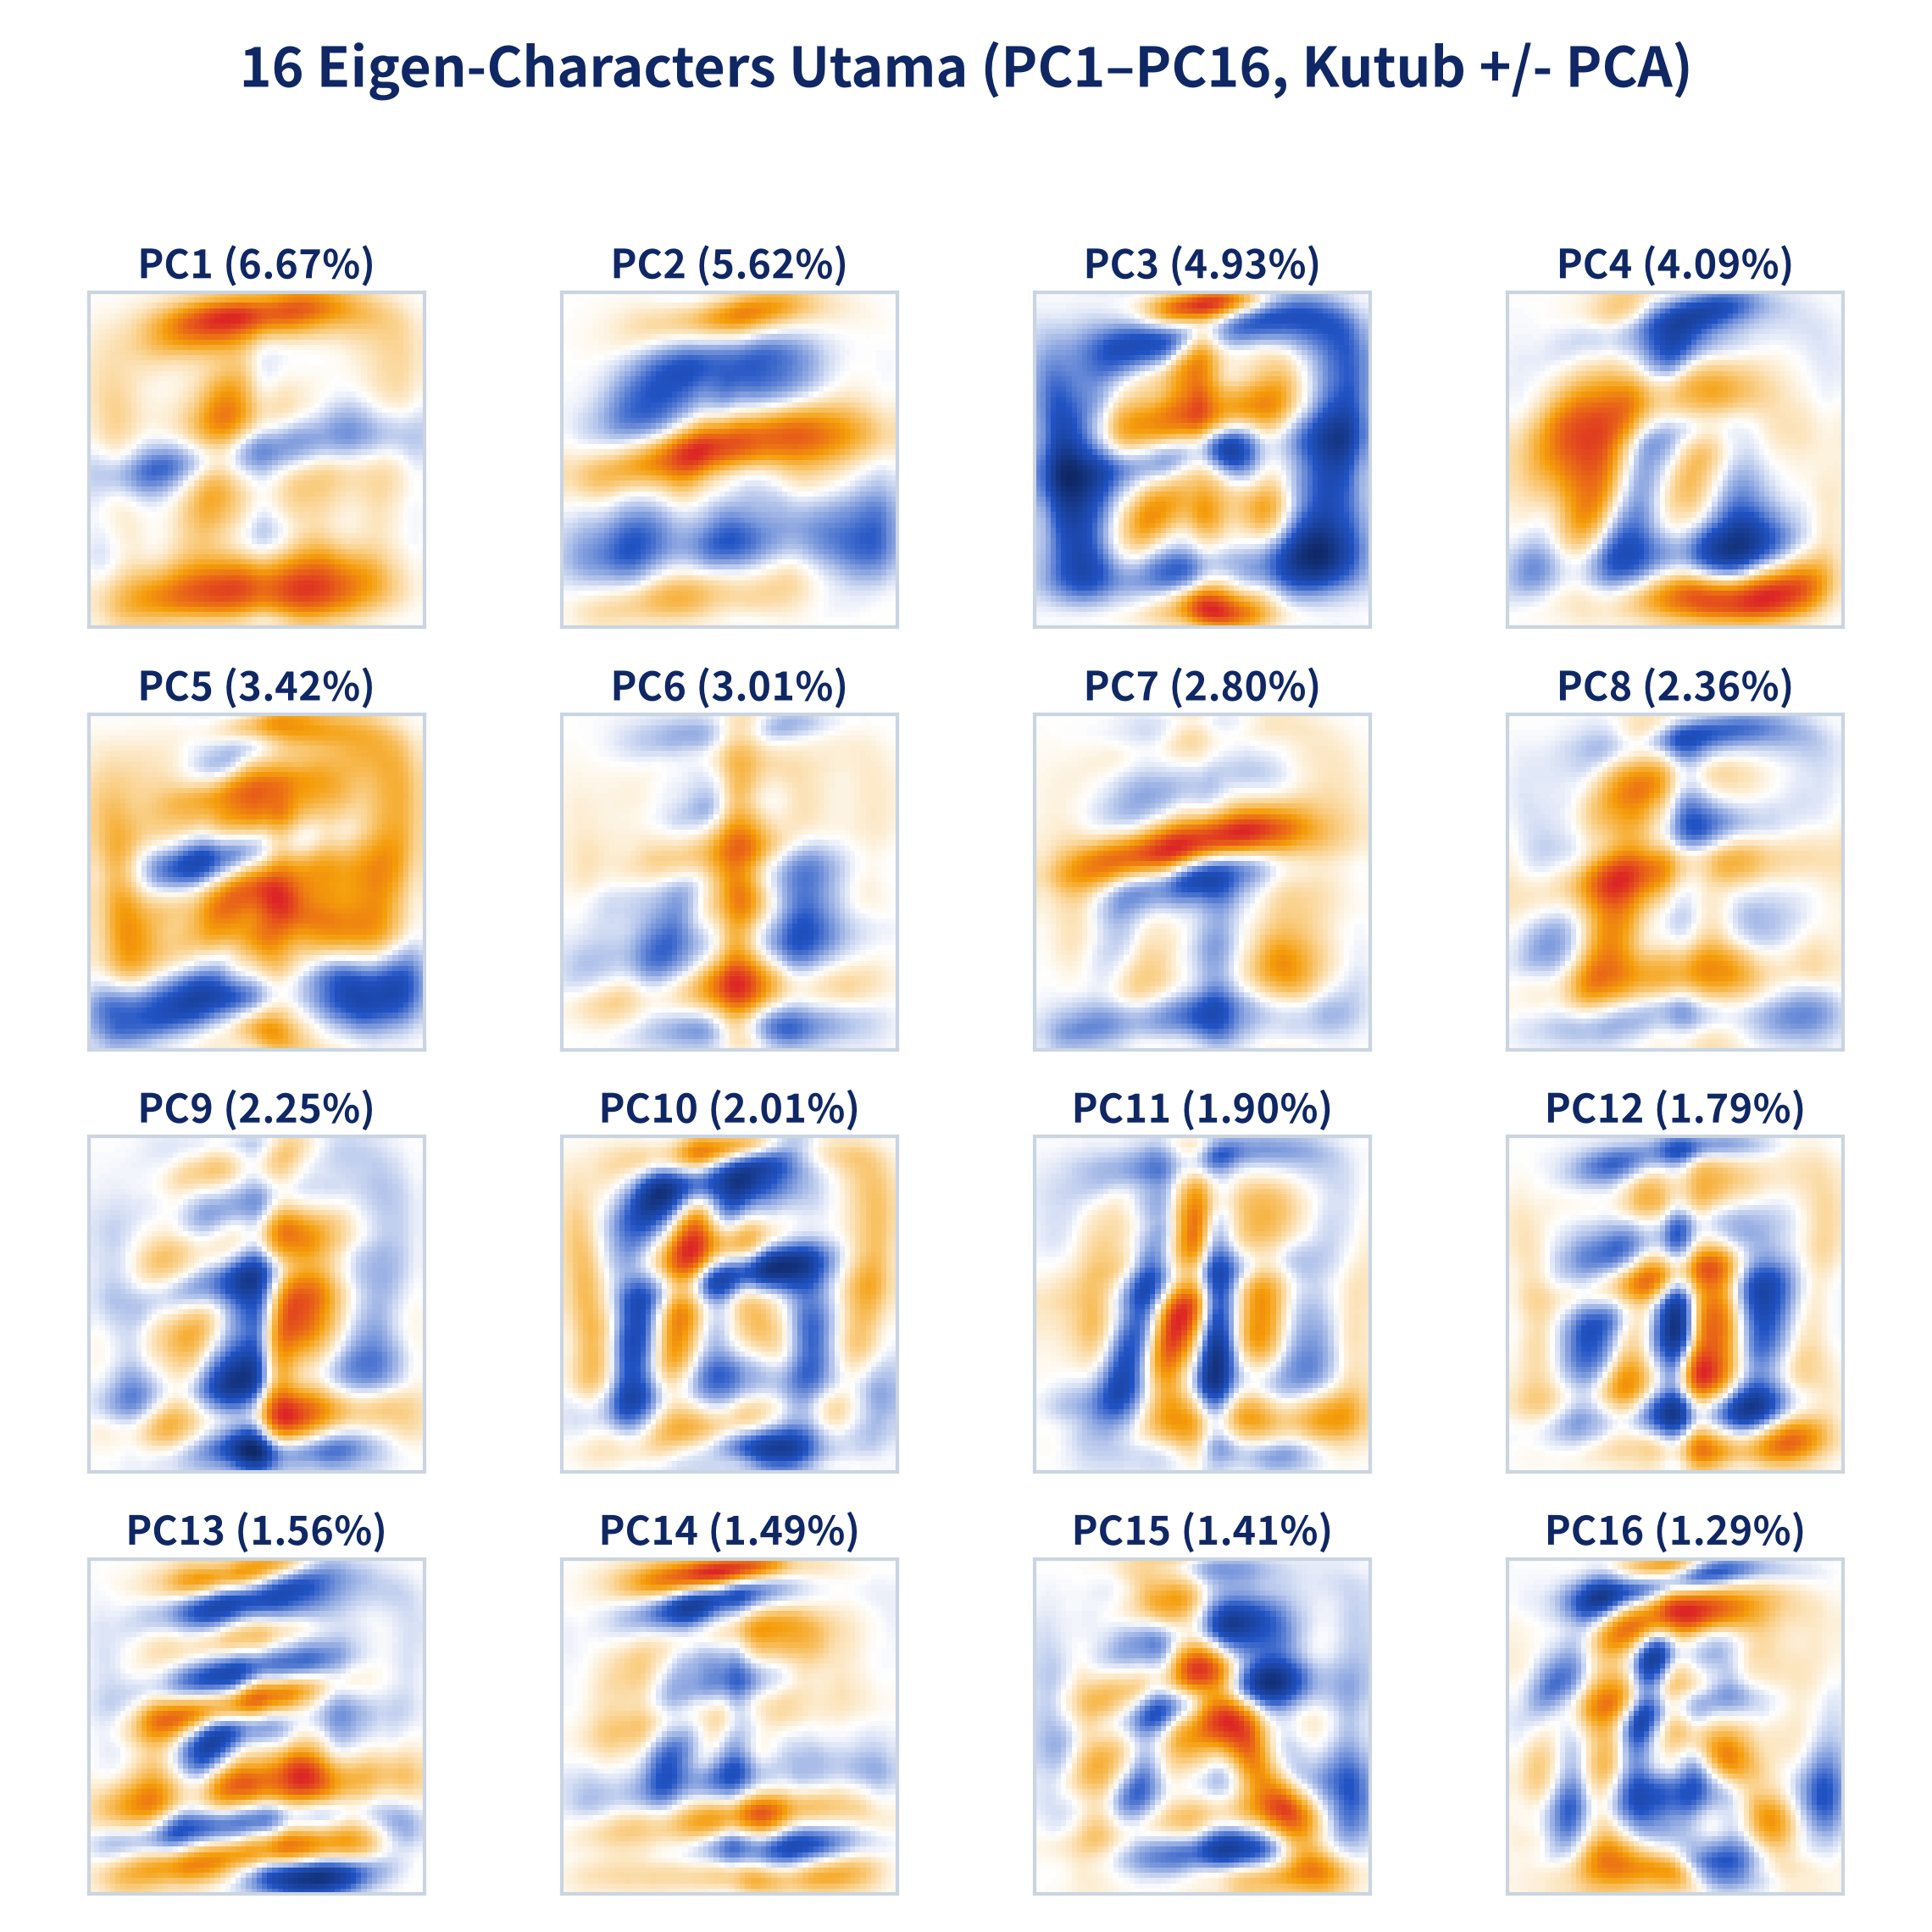 16 Eigen-Characters Utama (PC1–PC16, Kutub +/- PCA)
PC1 (6.67%)
PC2 (5.62%)
PC3 (4.93%)
PC4 (4.09%)
PC5 (3.42%)
PC6 (3.01%)
PC7 (2.80%)
PC8 (2.36%)
PC9 (2.25%)
PC10 (2.01%)
PC11 (1.90%)
PC12 (1.79%)
PC13 (1.56%)
PC14 (1.49%)
PC15 (1.41%)
PC16 (1.29%)